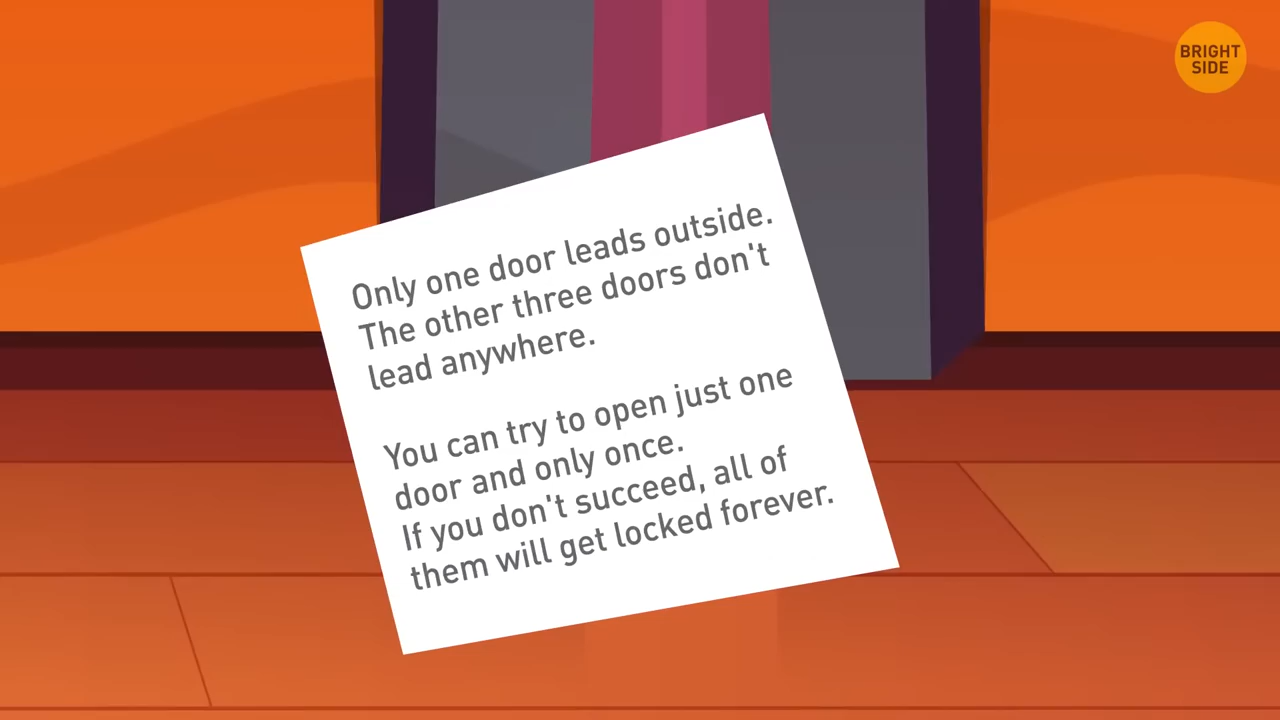 BRIGHT
SIDE
Only one door leads outside.
The other three doors don't
lead anywhere.
You can try to open just one
door and only once.
If you don't succeed, all of
them will get locked forever.